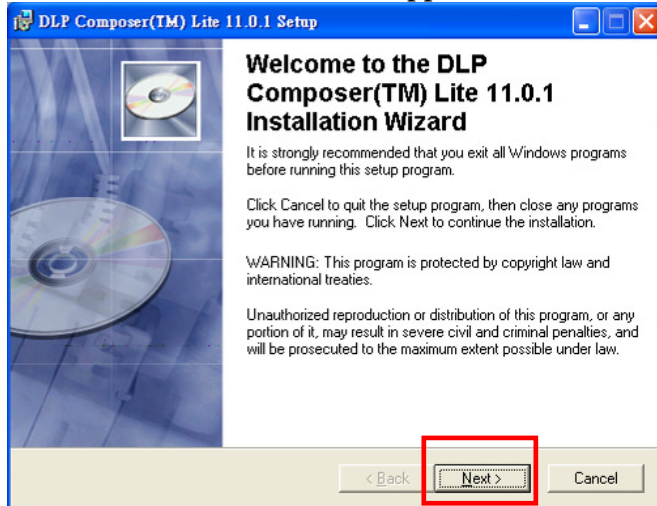 DLP Composer(TM) Lite 11.0.1 Setup
Welcome to the DLP
Composer(TM) Lite 11.0.1
Installation Wizard
It is strongly recommended that you exit all Windows programs
before running this setup program.
Click Cancel to quit the setup program, then close any programs
you have running. Click Next to continue the installation.
WARNING: This program is protected by copyright law and
international treaties.
Unauthorized reproduction or distribution of this program, or any
portion of it, may result in severe civil and criminal penalties, and
will be prosecuted to the maximum extent possible under law.
< Back
Next >
Cancel